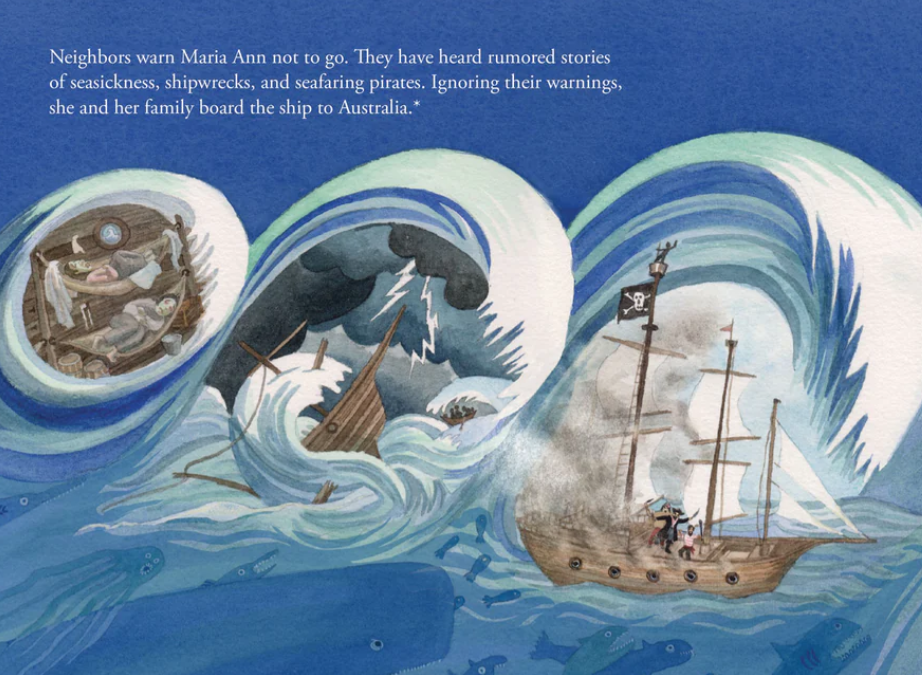 Neighbors warn Maria Ann not to go. They have heard rumored stories
of seasickness, shipwrecks, and seafaring pirates. Ignoring their warnings,
she and her family board the ship to Australia.*